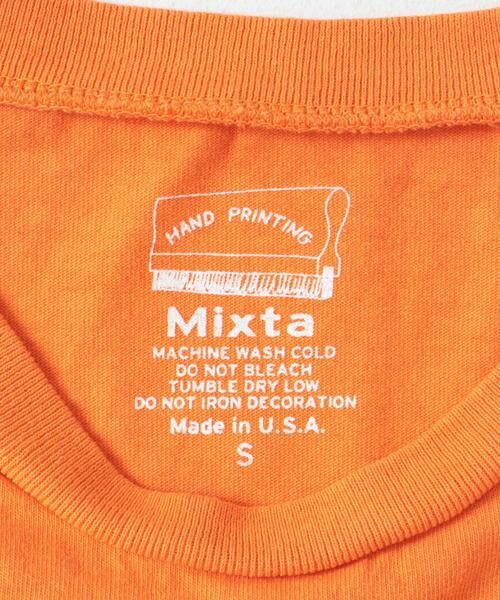 HAND PRINTING
Mixta
MACHINE WASH COLD
DO NOT BLEACH
TUMBLE DRY LOW
DO NOT IRON DECORATION
Made in U.S.A.
S